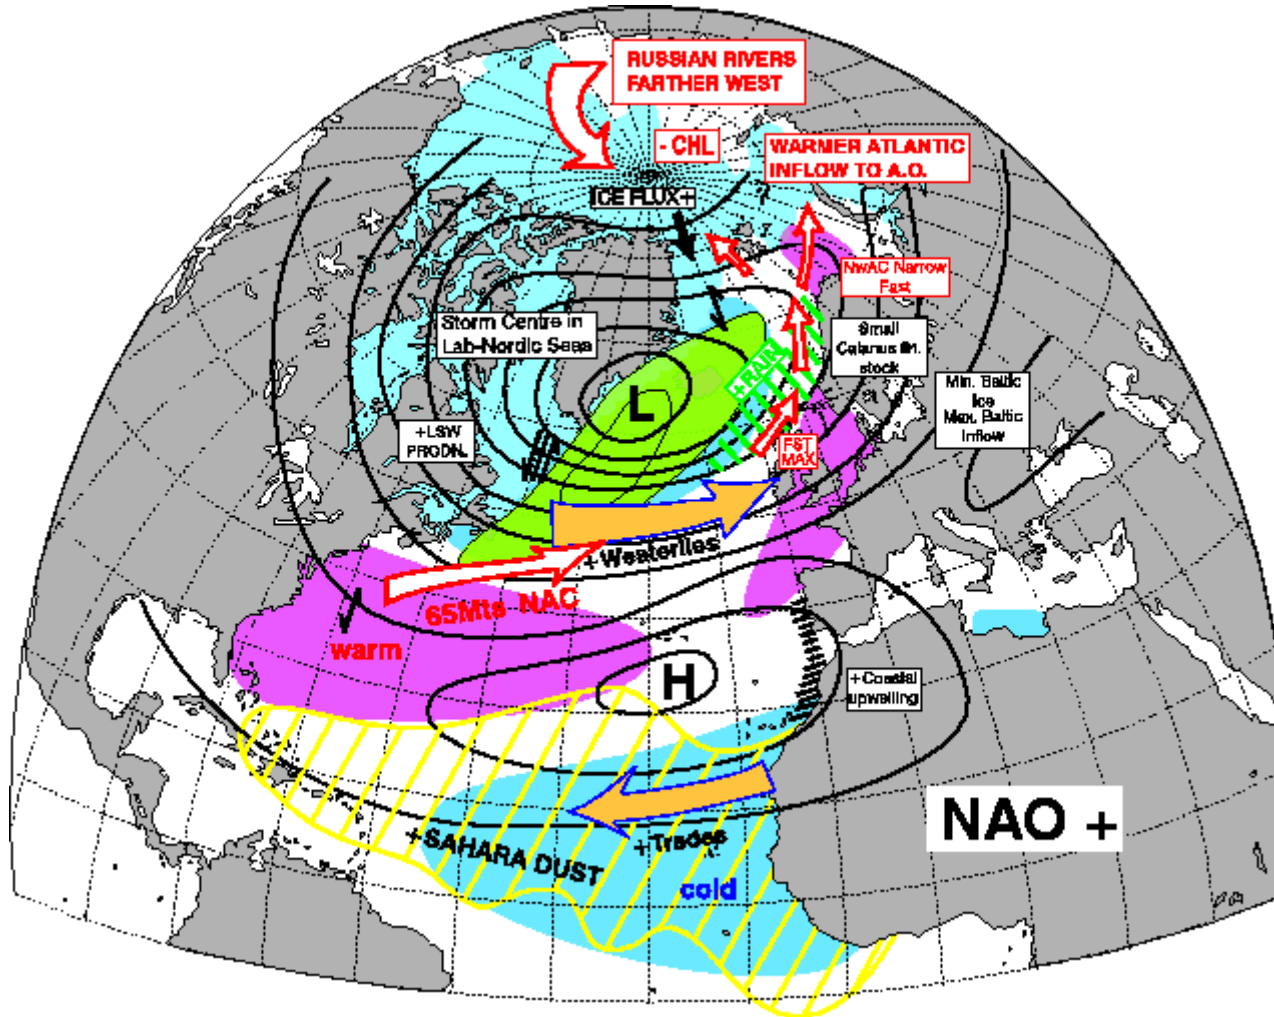 RUSSIAN RIVERS
FARTHER WEST
- CHL
WARMER ATLANTIC
INFLOW TO A.O.
ICE FLUX+
NwAC Narrow
Fast
Storm Centre in
Lab-Nordic Seas
Small
Calanus fin.
stock
+RAIN
L
Min. Baltic
Ice
Max. Baltic
Inflow
+LSW
PRODN.
FST
MAX
+Westerlies
65Mts NAC
warm
H
+Coastal
upwelling
NAO +
+SAHARA DUST
+Trades
cold